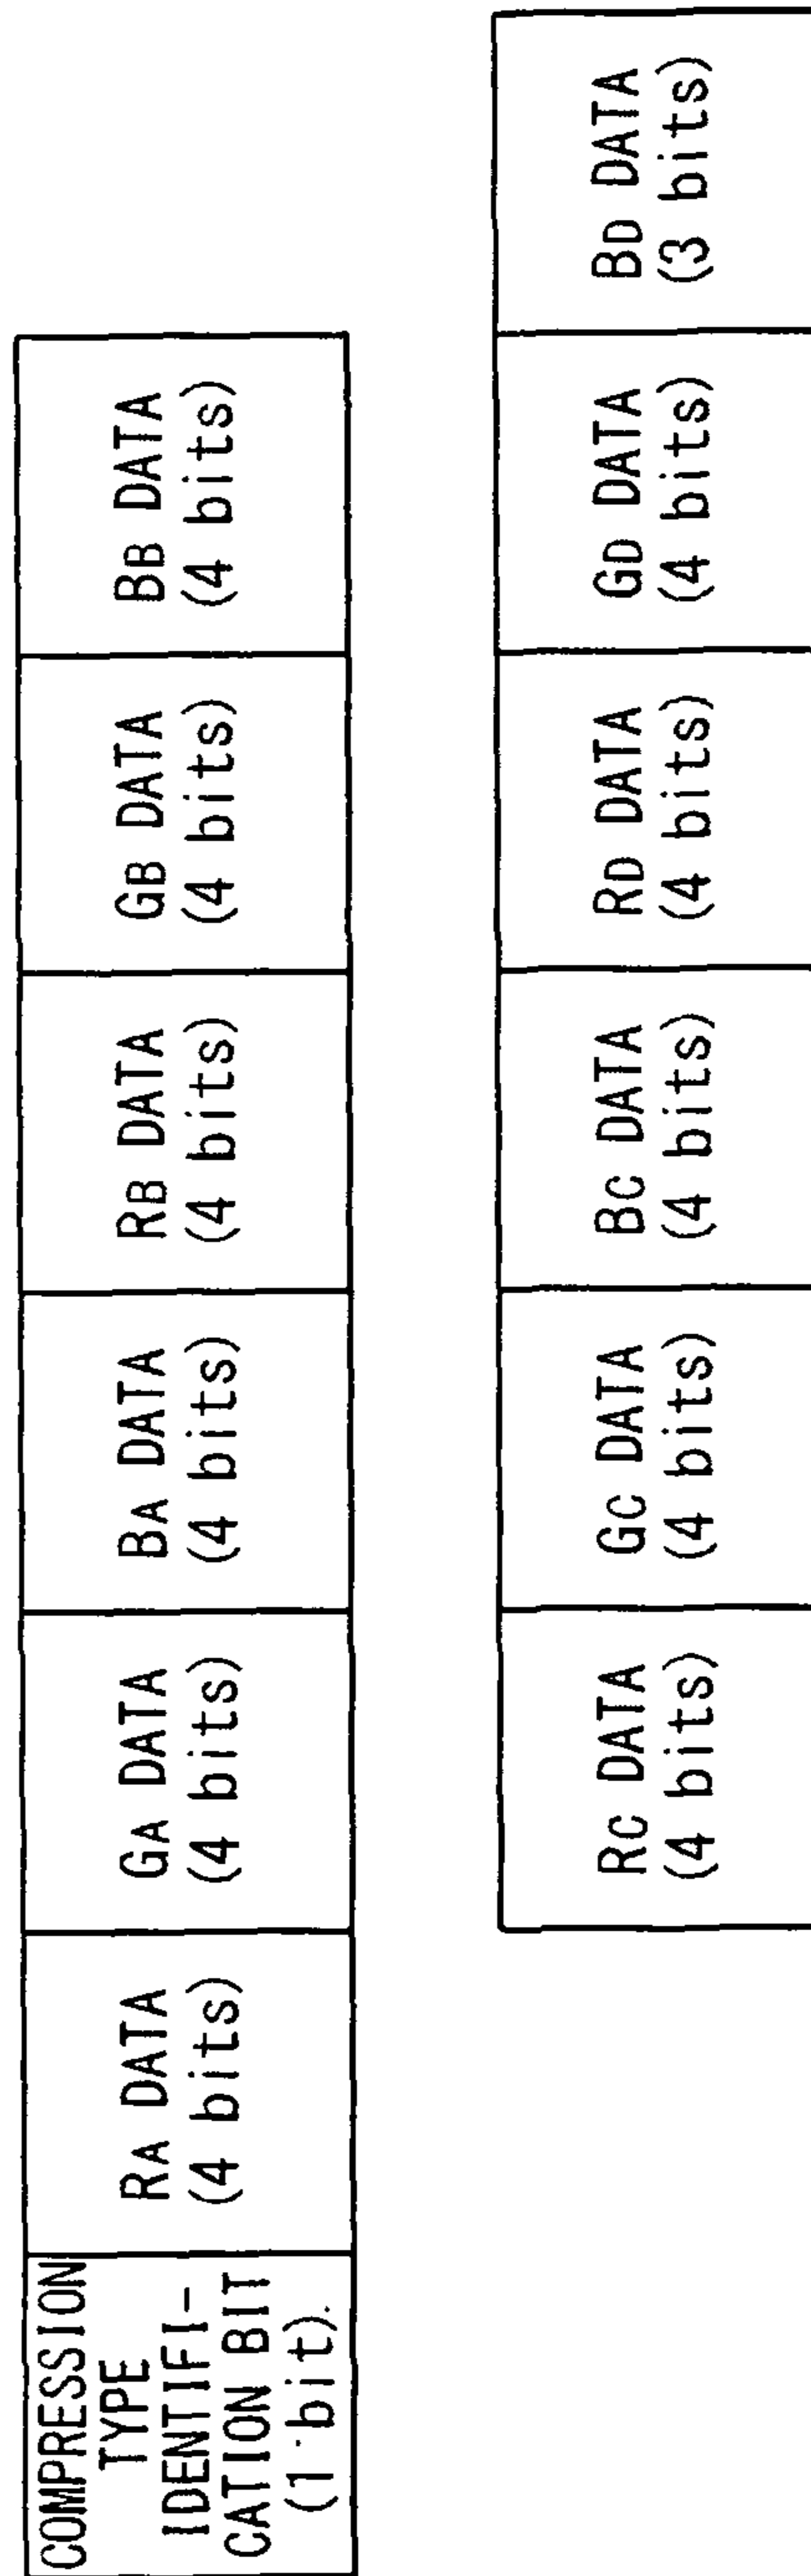 COMPRESSION
TYPE
IDENTIFI-
CATION BIT
(1 bit).
RA DATA
(4 bits)
GA DATA
(4 bits)
BA DATA
(4 bits)
RB DATA
(4 bits)
GB DATA
(4 bits)
BB DATA
(4 bits)
RC DATA
(4 bits)
GC DATA
(4 bits)
BC DATA
(4 bits)
RD DATA
(4 bits)
GD DATA
(4 bits)
BD DATA
(3 bits)